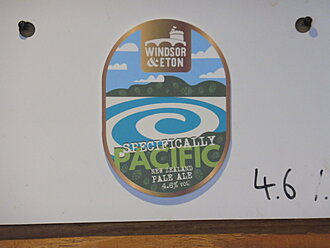 WINDSOR
& ETON
SPECIFICALLY
PACIFIC
NEW ZEALAND
PALE ALE
4.6% VOL
4.6 %